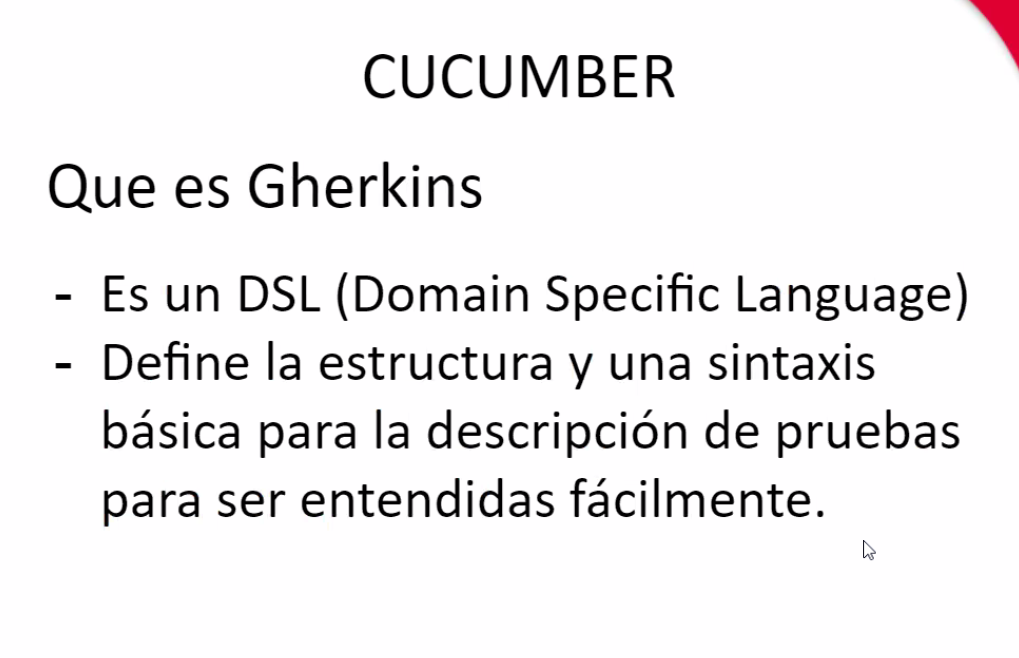 CUCUMBER
Que es Gherkins
- Es un DSL (Domain Specific Language)
- Define la estructura y una sintaxis
básica para la descripción de pruebas
para ser entendidas fácilmente.